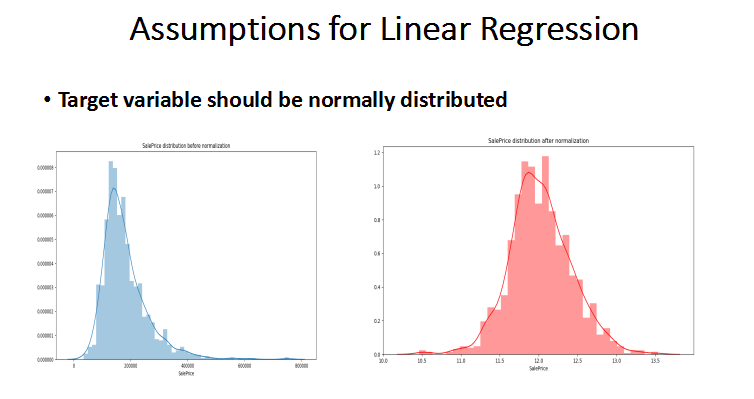 Assumptions for Linear Regression
• Target variable should be normally distributed
SalePrice distribution before normalization
0.000008
0.000007
0.000006
0.000005
0.000004
0.000003
0.000002
0.000001
0.000000
0 200000 400000 600000 800000
SalePrice
SalePrice distribution after normalization
1.2
1.0
0.8
0.6
0.4
0.2
0.0
10.0 10.5 11.0 11.5 12.0 12.5 13.0 13.5
SalePrice